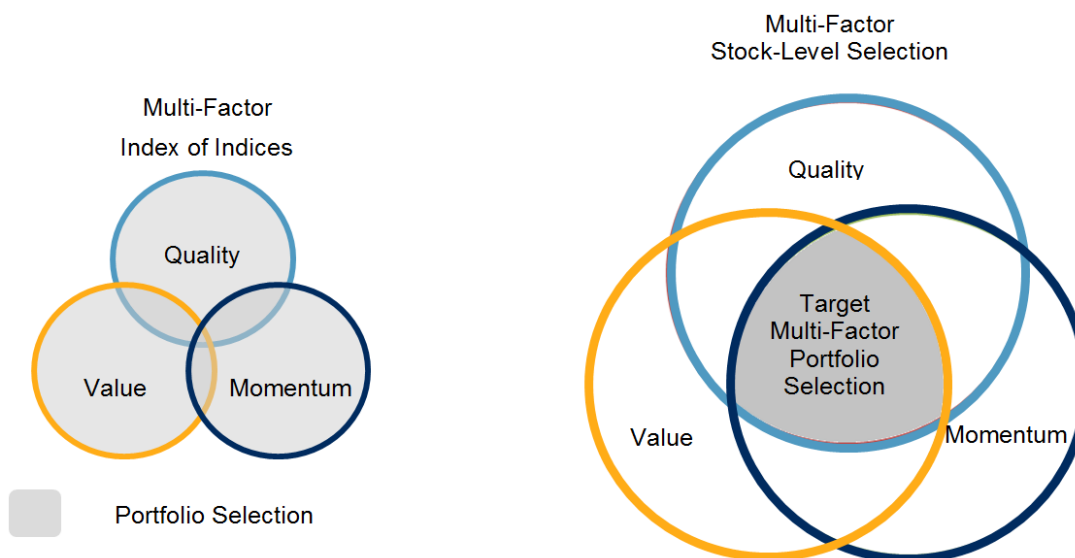 Multi-Factor
Index of Indices
Quality
Value
Momentum
Portfolio Selection
Multi-Factor
Stock-Level Selection
Quality
Target
Multi-Factor
Portfolio
Selection
Value
Momentum